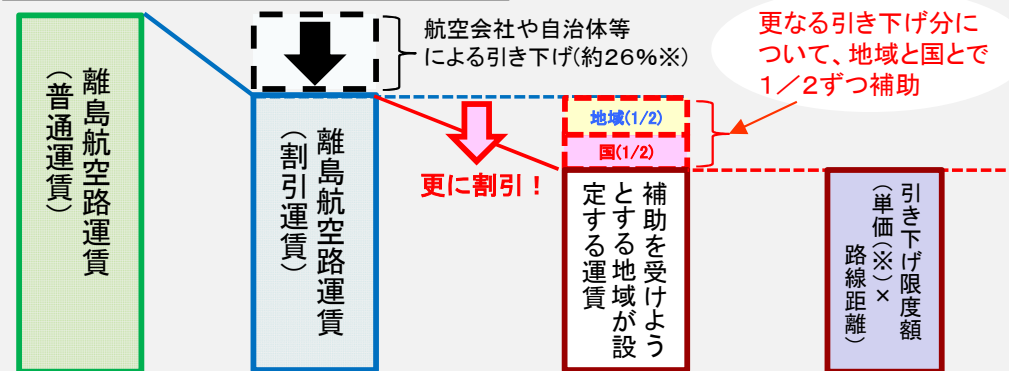 航空会社や自治体等
による引き下げ(約26%※)
更なる引き下げ分に
ついて、地域と国とで
1/2ずつ補助
離島航空路運賃
(普通運賃)
離島航空路運賃
(割引運賃)
更に割引!
地域(1/2)
国(1/2)
補助を受けよう
とする地域が設
定する運賃
引き下げ限度額
(単価(※)×
路線距離)